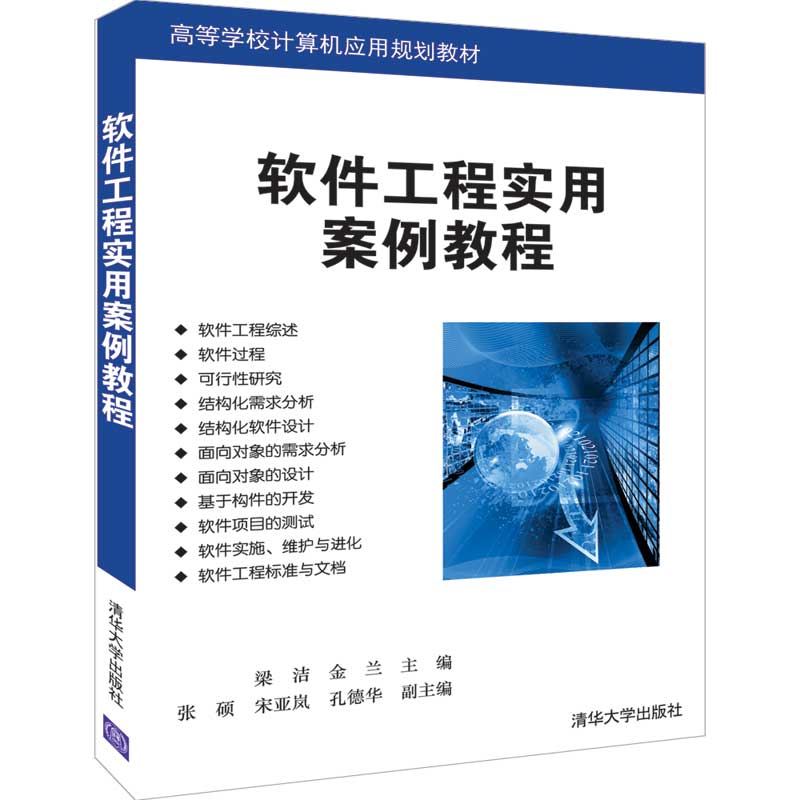 高等学校计算机应用规划教材
软件工程实用
案例教程
◆ 软件工程综述
◆ 软件过程
◆ 可行性研究
◆ 结构化需求分析
◆ 结构化软件设计
◆ 面向对象的需求分析
◆ 面向对象的设计
◆ 基于构件的开发
◆ 软件项目的测试
◆ 软件实施、维护与进化
◆ 软件工程标准与文档
梁 洁 金 兰 主 编
张 硕 宋亚岚 孔德华 副主编
清华大学出版社
软件工程实用案例教程
清华大学出版社